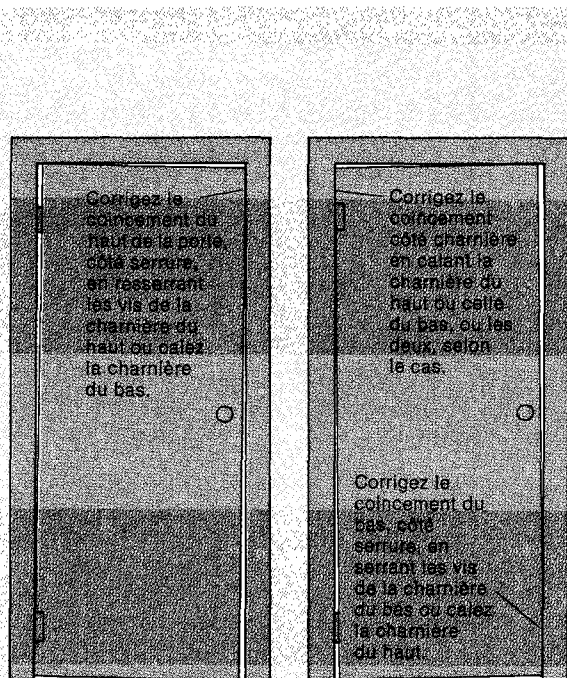 Corrigez le
coincement du
haut de la porte,
côté serrure,
en resserrant
les vis de la
charnière du
haut ou calez
la charnière
du bas.
Corrigez le
coincement
côté charnière
en calant la
charnière du
haut ou celle
du bas, ou les
deux, selon
le cas.
Corrigez le
coincement du
bas, côté
serrure, en
serrant les vis
de la charnière
du bas ou calez
la charnière
du haut.